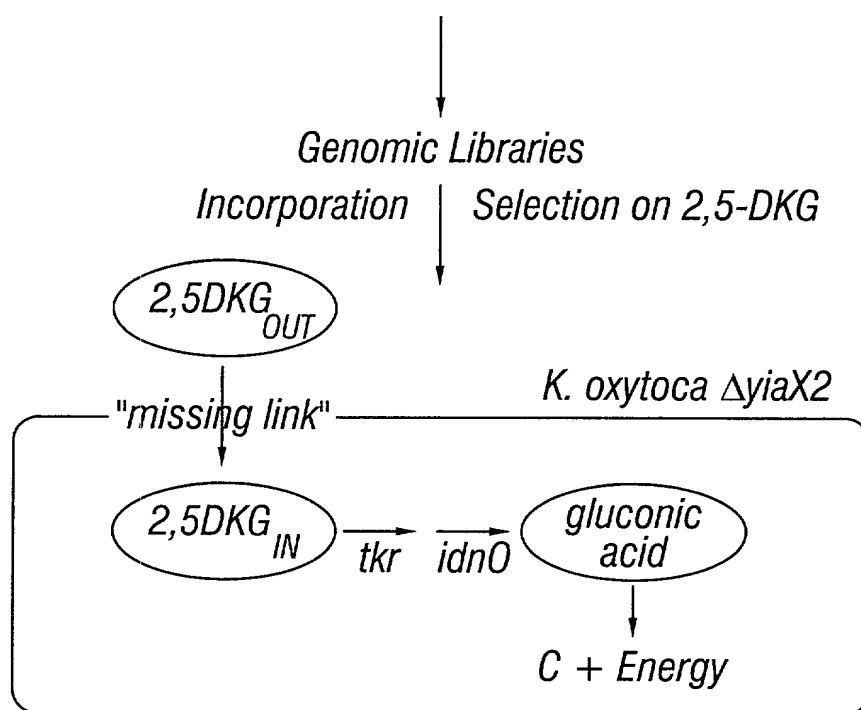 Genomic Libraries
Incorporation Selection on 2,5-DKG
2,5DKG OUT
K. oxytoca ΔyiaX2
"missing link"
2,5DKG IN
tkr
idnO
gluconic
acid
C + Energy